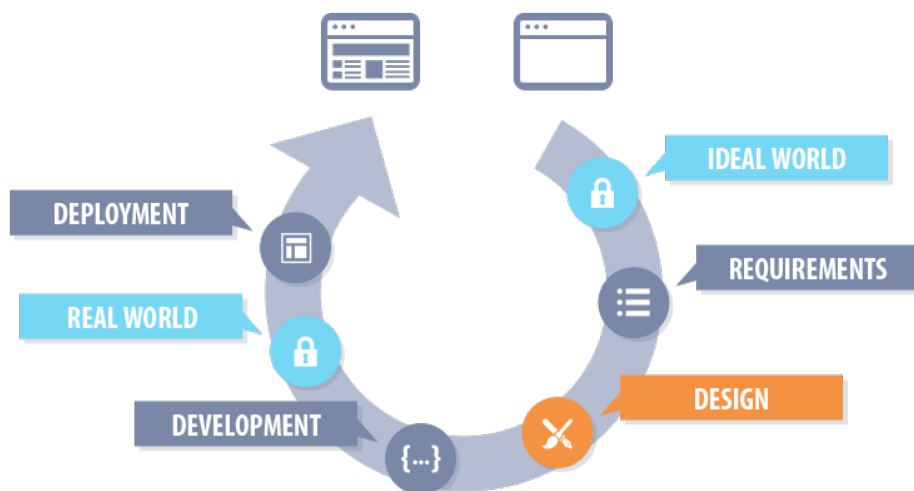 IDEAL WORLD
REQUIREMENTS
DESIGN
DEVELOPMENT
{...}
REAL WORLD
DEPLOYMENT